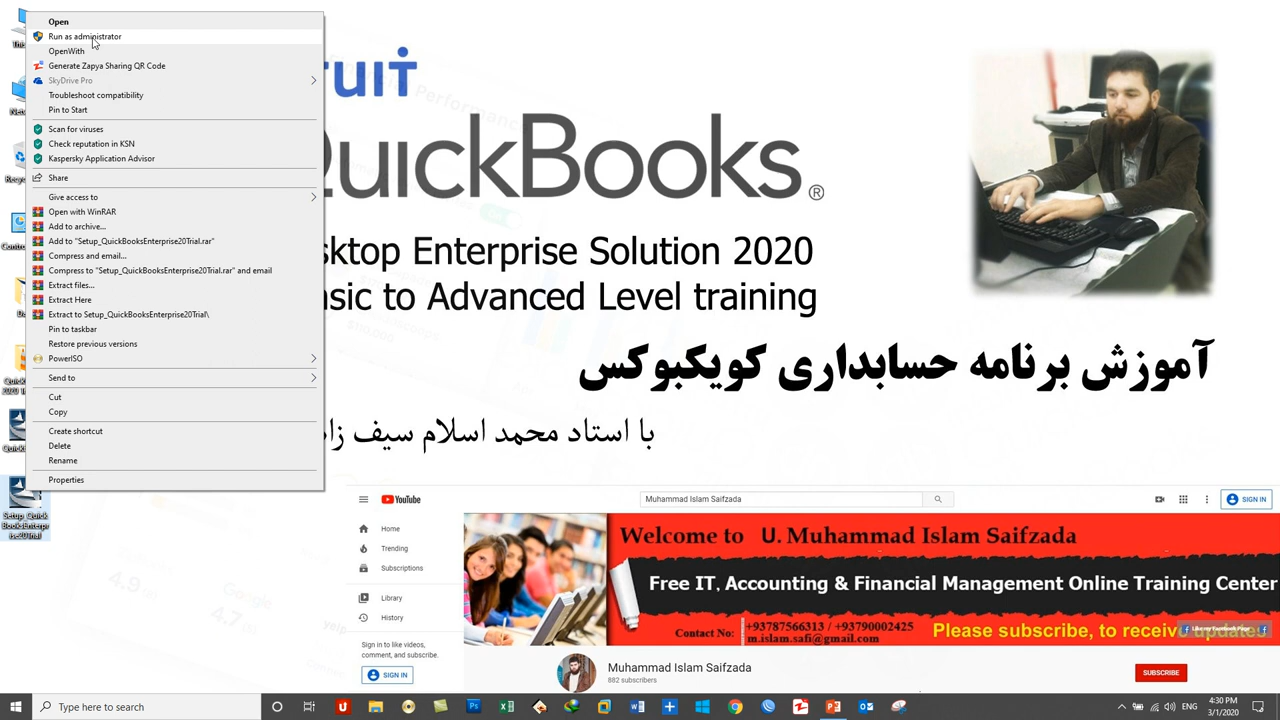 Open
Run as administrator
OpenWith
Generate Zapya Sharing QR Code
SkyDrive Pro
Troubleshoot compatibility
Pin to Start
Scan for viruses
Check reputation in KSN
Kaspersky Application Advisor
Share
Give access to
Open with WinRAR
Add to archive...
Add to "Setup_QuickBooksEnterprise20Trial.rar"
Compress and email...
Compress to "Setup_QuickBooksEnterprise20Trial.rar" and email
Extract files...
Extract Here
Extract to Setup_QuickBooksEnterprise20Trial\
Pin to taskbar
Restore previous versions
PowerISO
Send to
Cut
Copy
Create shortcut
Delete
Rename
Properties
Setup_Quick
BooksEnterpr
ise20Trial
QuickBooks®
Desktop Enterprise Solution 2020
Basic to Advanced Level training
آموزش برنامه حسابداری کویکبوکس
با استاد محمد اسلام سیف زا
YouTube
Muhammad Islam Saifzada
SIGN IN
Home
Trending
Subscriptions
Library
History
Sign in to like videos,
comment, and subscribe.
SIGN IN
Welcome to U. Muhammad Islam Saifzada
Free IT, Accounting & Financial Management Online Training Center
Contact No: +93787566313 / +93790002425
m.islam.safi@gmail.com
Please subscribe, to receive updates
Muhammad Islam Saifzada
882 subscribers
SUBSCRIBE
Type here to search
ENG
4:30 PM
3/1/2020